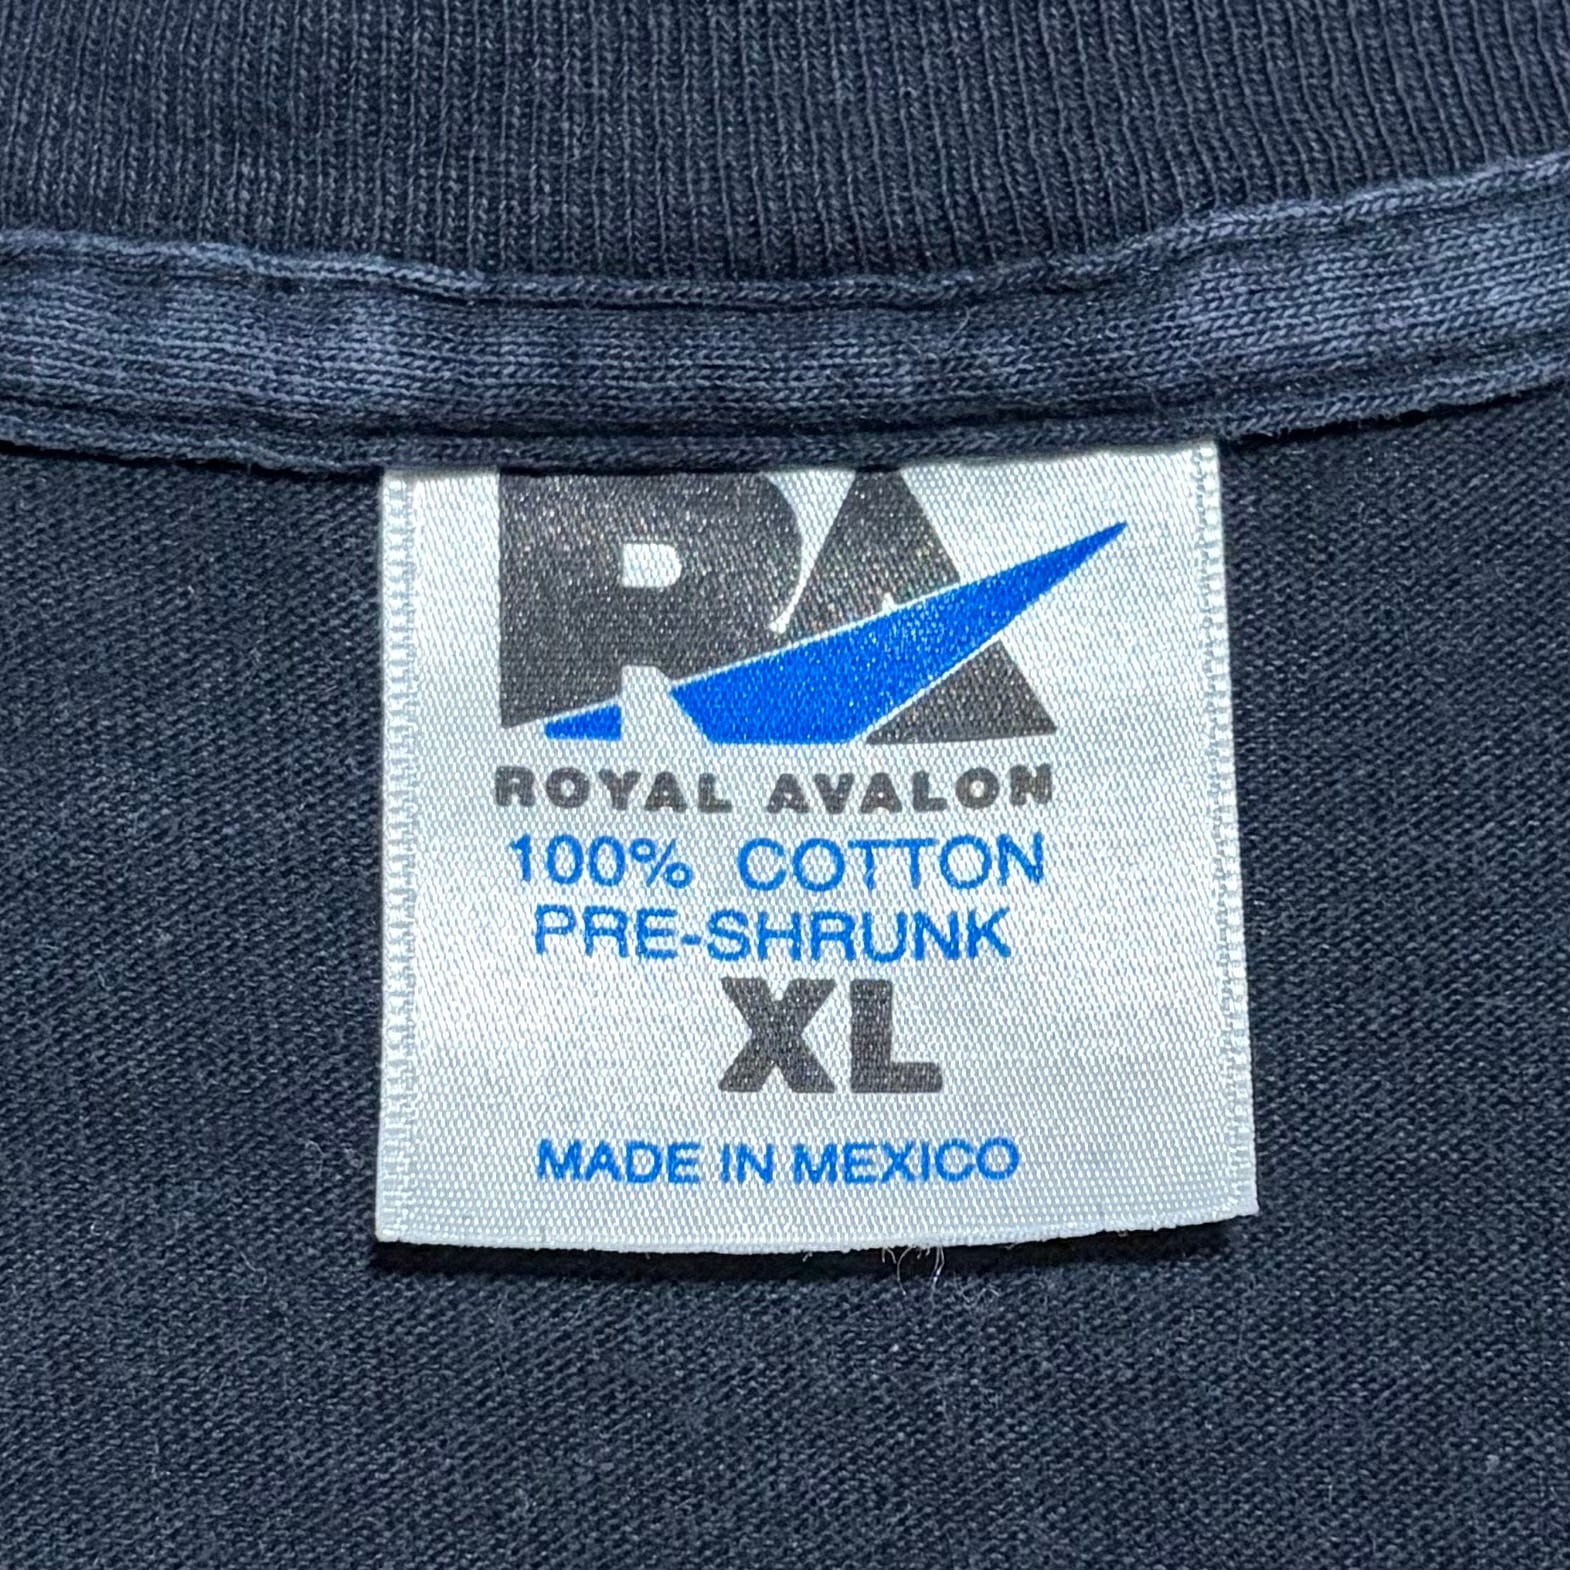 RA
ROYAL AVALON
100% COTTON
PRE-SHRUNK
XL
MADE IN MEXICO